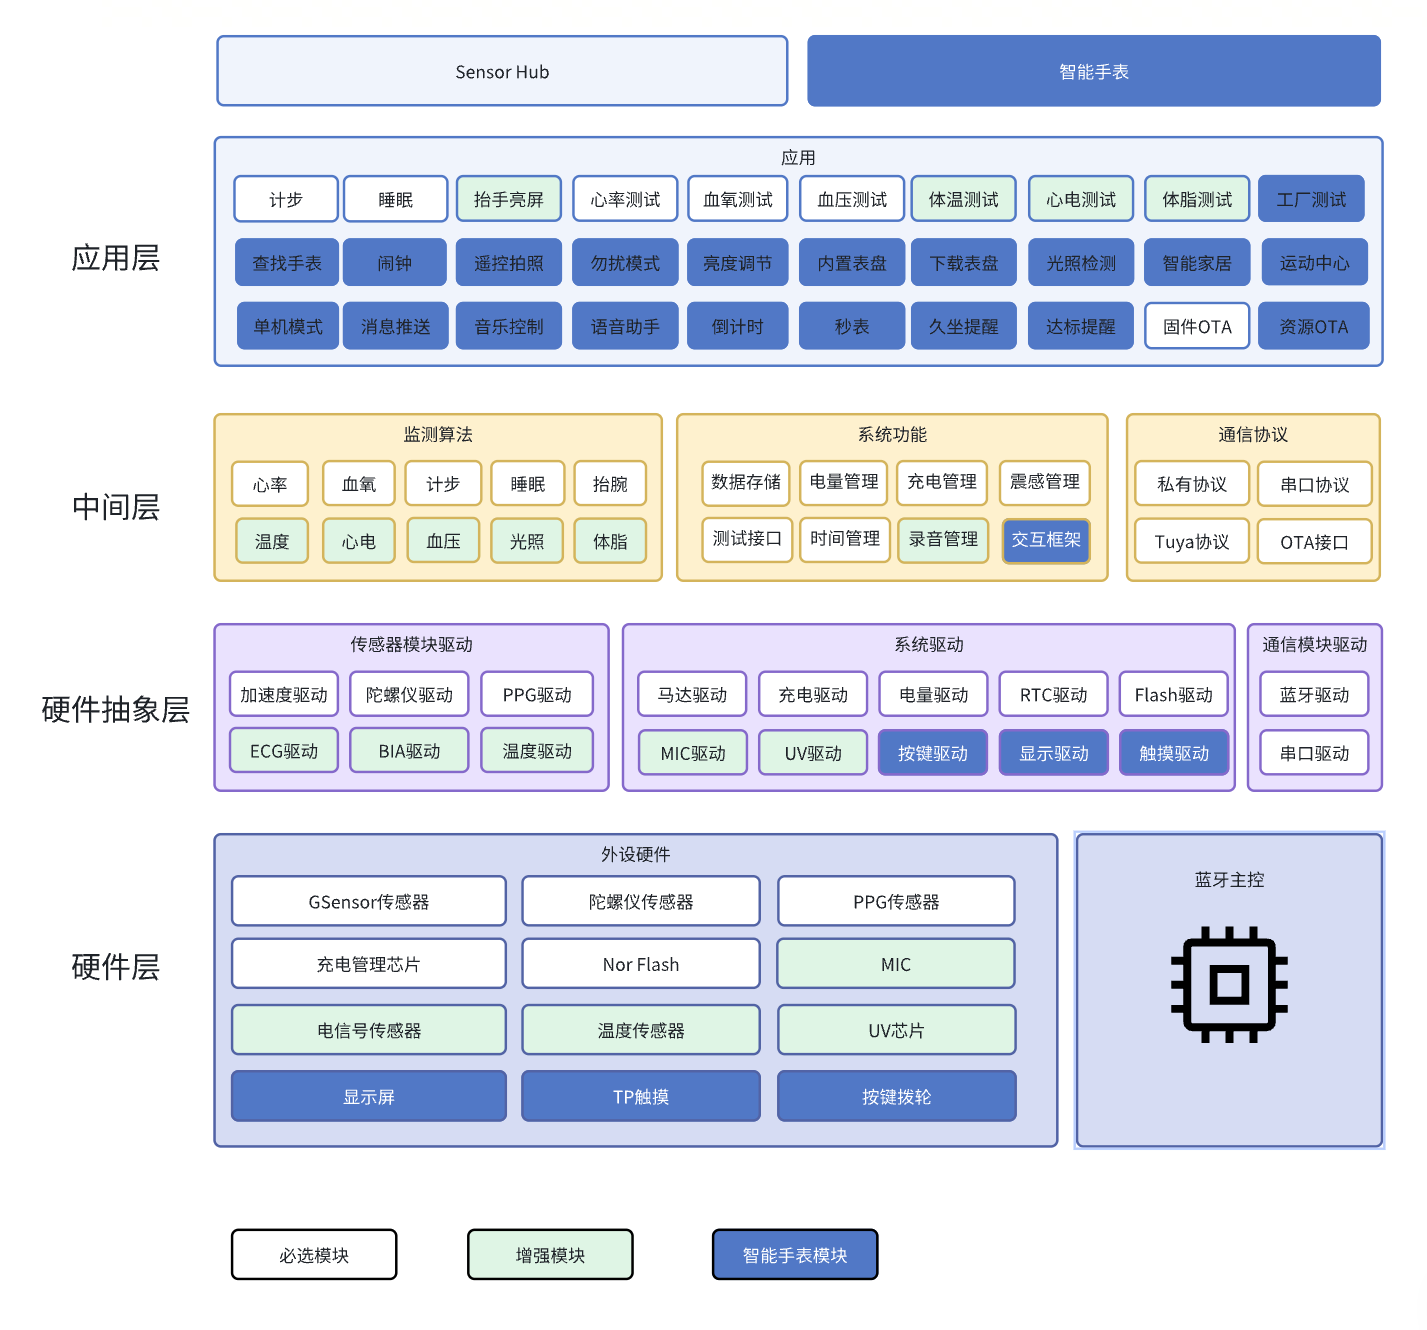 Sensor Hub
智能手表
应用层
应用
计步
睡眠
抬手亮屏
心率测试
血氧测试
血压测试
体温测试
心电测试
体脂测试
工厂测试
查找手表
闹钟
遥控拍照
勿扰模式
亮度调节
内置表盘
下载表盘
光照检测
智能家居
运动中心
单机模式
消息推送
音乐控制
语音助手
倒计时
秒表
久坐提醒
达标提醒
固件OTA
资源OTA
中间层
监测算法
心率
血氧
计步
睡眠
抬腕
温度
心电
血压
光照
体脂
系统功能
数据存储
电量管理
充电管理
震感管理
测试接口
时间管理
录音管理
交互框架
通信协议
私有协议
串口协议
Tuya协议
OTA接口
硬件抽象层
传感器模块驱动
加速度驱动
陀螺仪驱动
PPG驱动
ECG驱动
BIA驱动
温度驱动
系统驱动
马达驱动
充电驱动
电量驱动
RTC驱动
Flash驱动
MIC驱动
UV驱动
按键驱动
显示驱动
触摸驱动
通信模块驱动
蓝牙驱动
串口驱动
硬件层
外设硬件
GSensor传感器
陀螺仪传感器
PPG传感器
充电管理芯片
Nor Flash
MIC
电信号传感器
温度传感器
UV芯片
显示屏
TP触摸
按键拨轮
蓝牙主控
必选模块
增强模块
智能手表模块